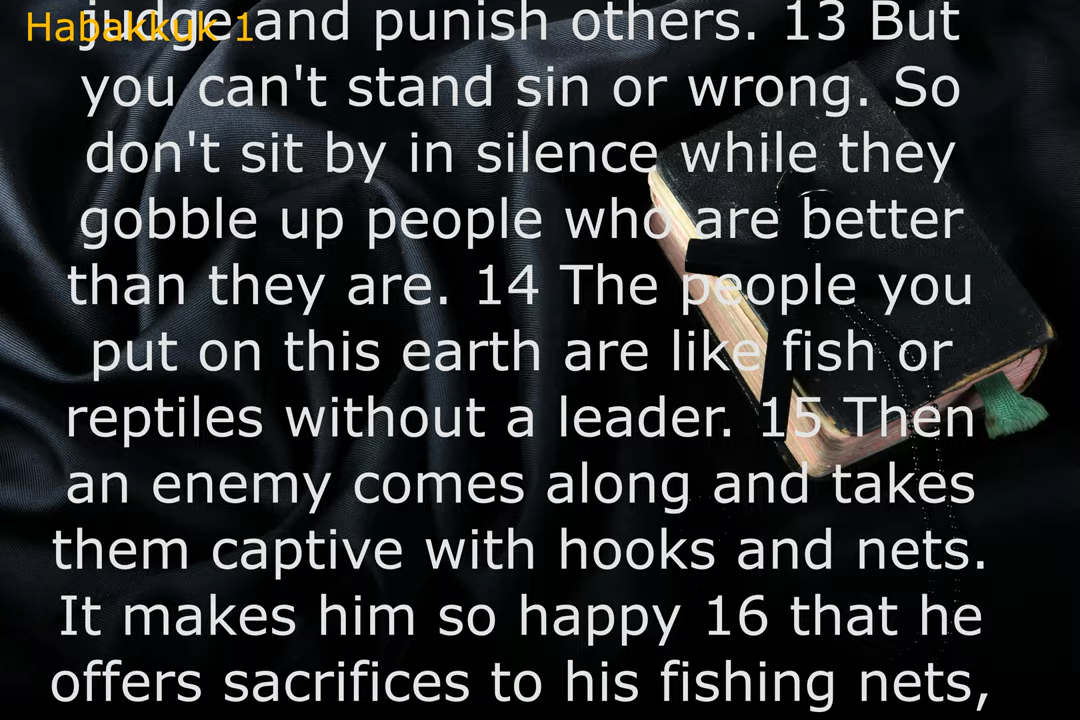 Habakkuk 1
judge and punish others. 13 But
you can't stand sin or wrong. So
don't sit by in silence while they
gobble up people who are better
than they are. 14 The people you
put on this earth are like fish or
reptiles without a leader. 15 Then
an enemy comes along and takes
them captive with hooks and nets.
It makes him so happy 16 that he
offers sacrifices to his fishing nets,